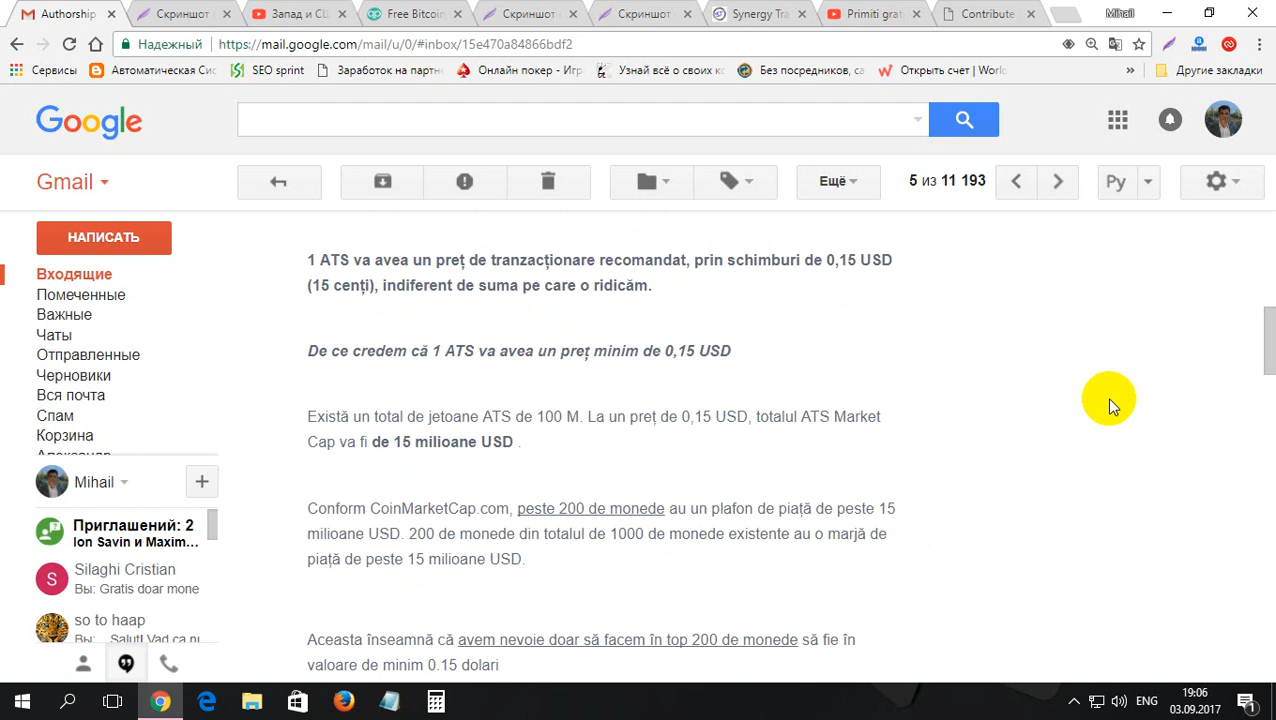 Authorship
Скриншот
Запад и СЦ
Free Bitcoin
Скриншот
Скриншот
Synergy Tra
Primiti grat
Contribute
Mihail
Надежный
https://mail.google.com/mail/u/0/#inbox/15e470a84866bdf2
Сервисы
Автоматическая Сис
SEO sprint
Заработок на партн
Онлайн покер - Игр
Узнай всё о своих к
Без посредников, са
Открыть счет | Worl
»
Другие закладки
Google
Gmail
Ещё
5 из 11 193
Ру
НАПИСАТЬ
Входящие
Помеченные
Важные
Чаты
Отправленные
Черновики
Вся почта
Спам
Корзина
Александр
Mihail
Приглашений: 2
Ion Savin и Maxim...
Silaghi Cristian
Вы: Gratis doar mone
so to haap
Вы: Salut! Vad ca nu
1 ATS va avea un preț de tranzacționare recomandat, prin schimburi de 0,15 USD
(15 cenți), indiferent de suma pe care o ridicăm.
De ce credem că 1 ATS va avea un preț minim de 0,15 USD
Există un total de jetoane ATS de 100 M. La un preț de 0,15 USD, totalul ATS Market
Cap va fi de 15 milioane USD .
Conform CoinMarketCap.com, peste 200 de monede au un plafon de piață de peste 15
milioane USD. 200 de monede din totalul de 1000 de monede existente au o marjă de
piață de peste 15 milioane USD.
Aceasta înseamnă că avem nevoie doar să facem în top 200 de monede să fie în
valoare de minim 0.15 dolari
ENG
19:06
03.09.2017
1